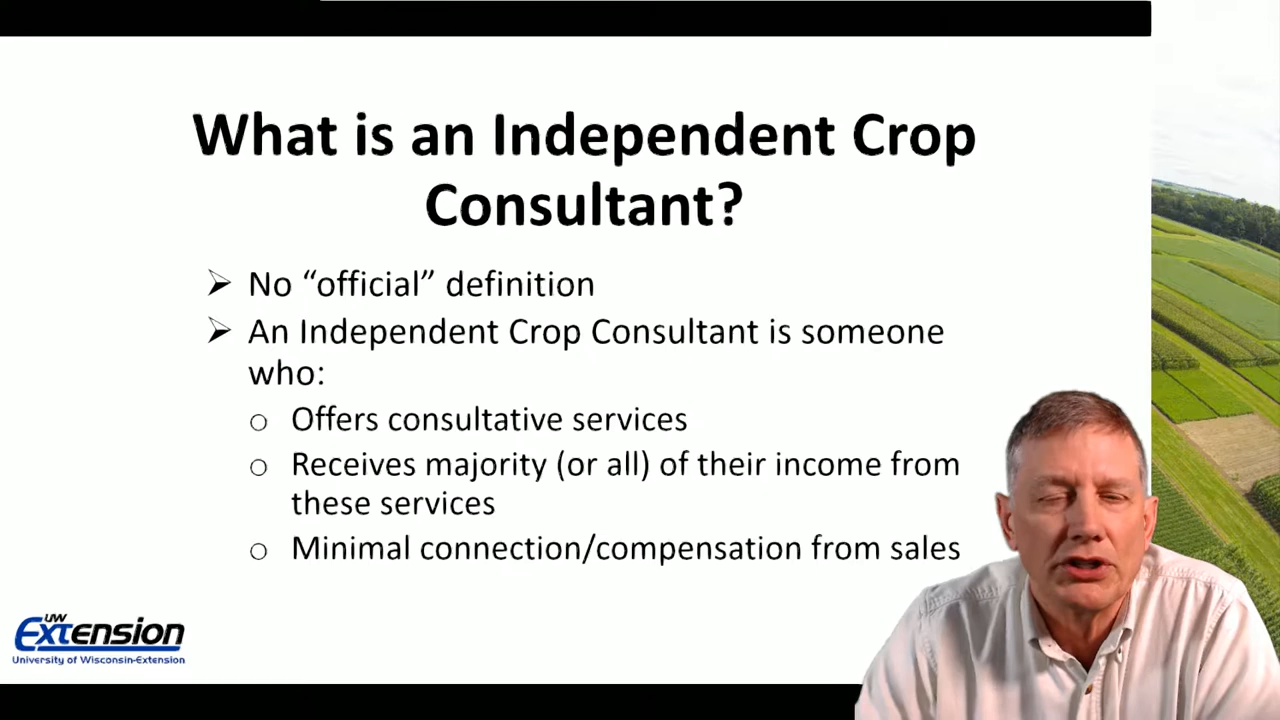 What is an Independent Crop
Consultant?
➢ No “official” definition
➢ An Independent Crop Consultant is someone
who:
o Offers consultative services
o Receives majority (or all) of their income from
these services
o Minimal connection/compensation from sales
UW
Extension
University of Wisconsin-Extension